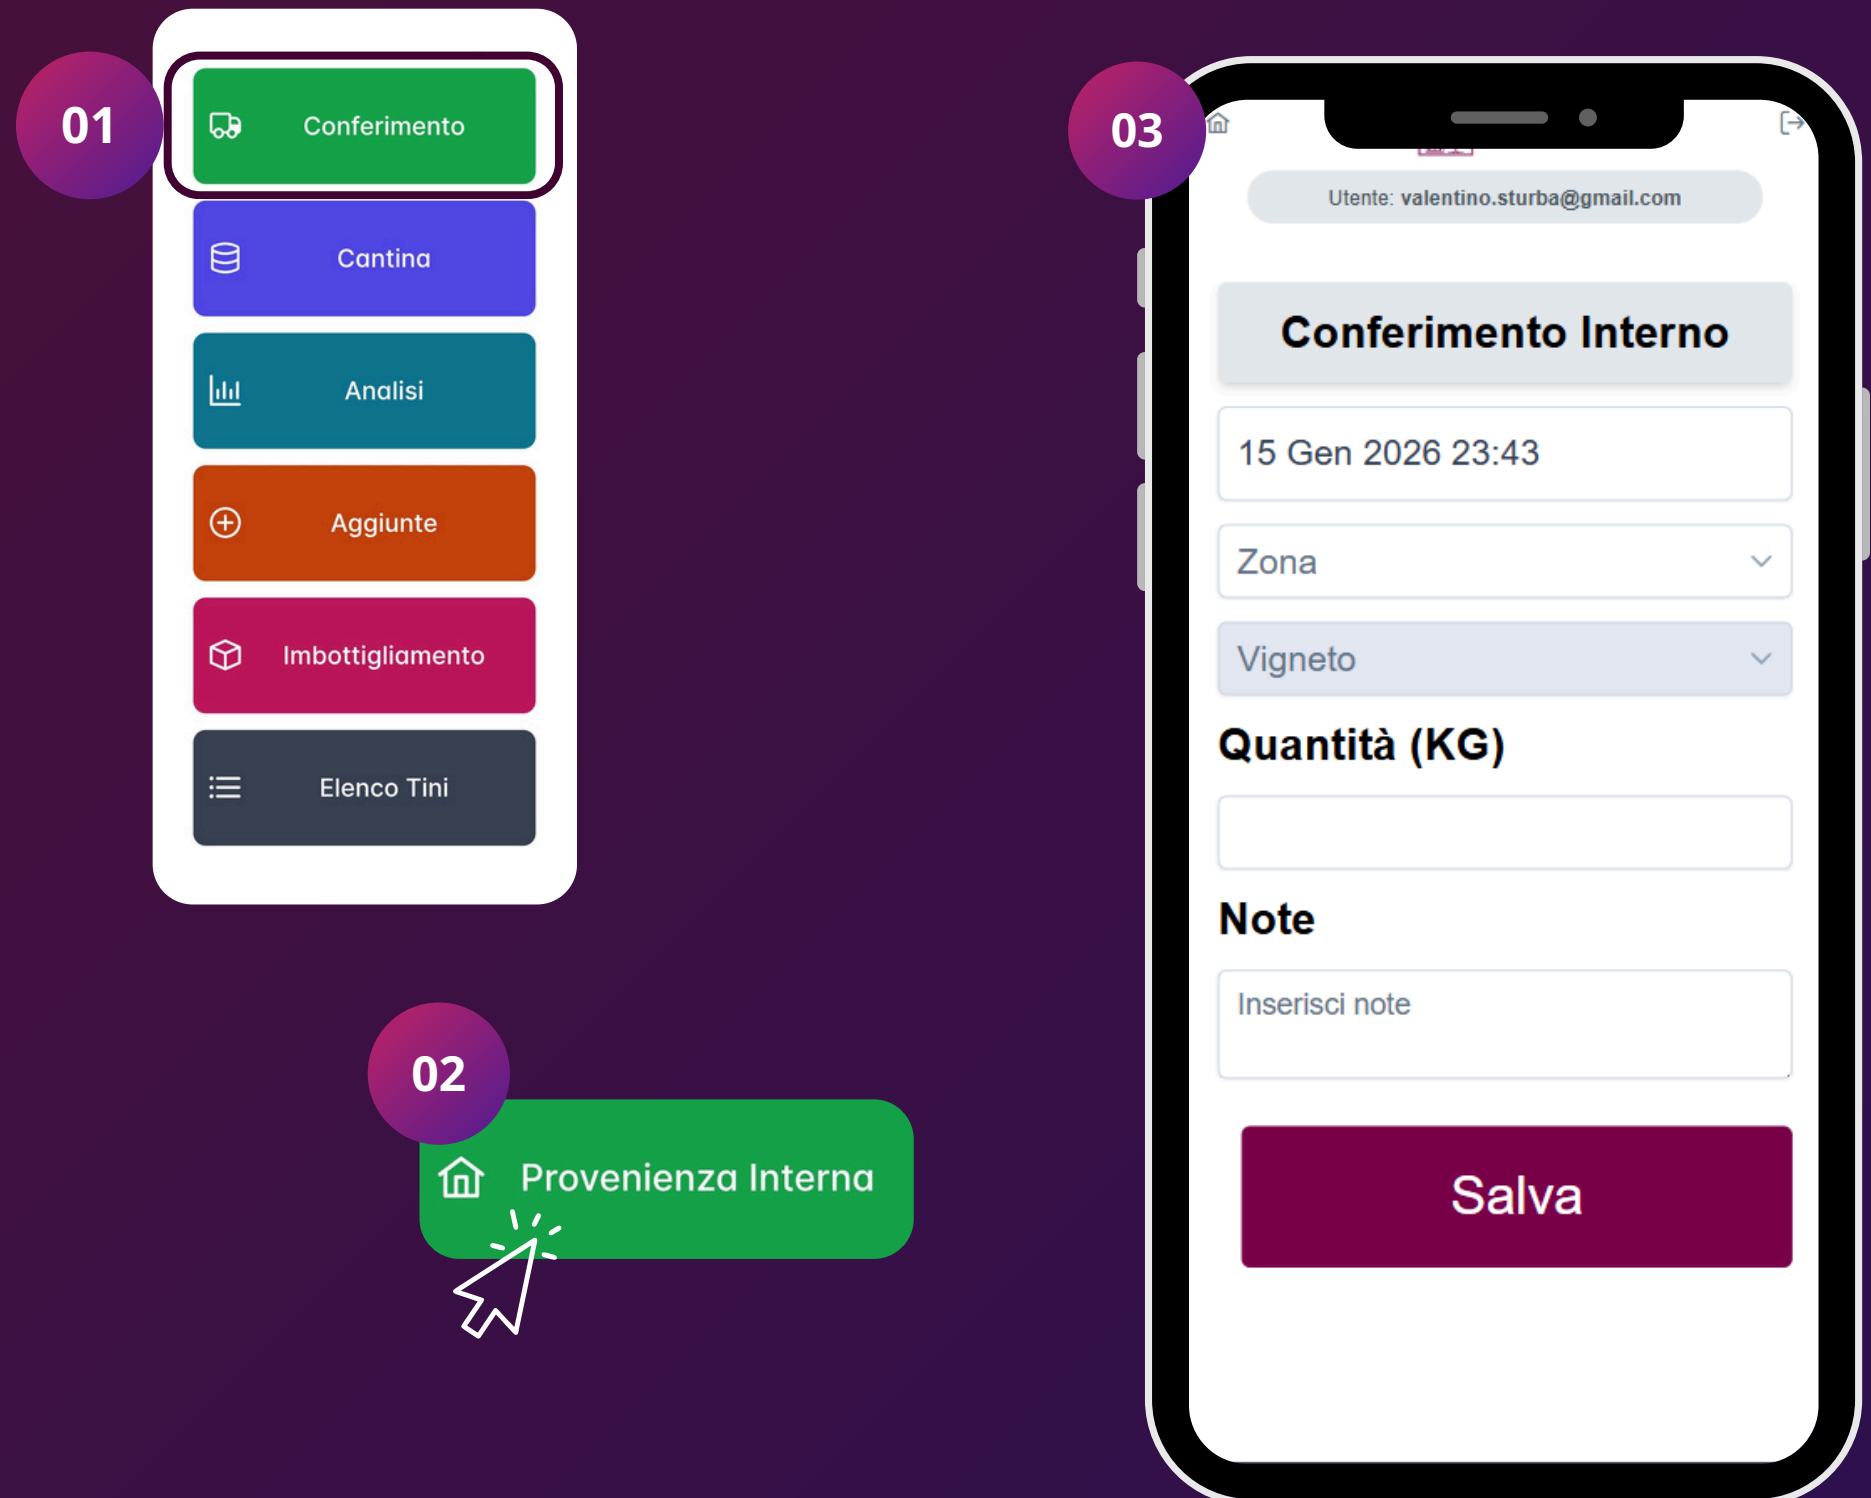 01
Conferimento
Cantina
Analisi
Aggiunte
Imbottigliamento
Elenco Tini
02
Provenienza Interna
03
Utente: valentino.sturba@gmail.com
Conferimento Interno
15 Gen 2026 23:43
Zona
Vigneto
Quantità (KG)
Note
Inserisci note
Salva